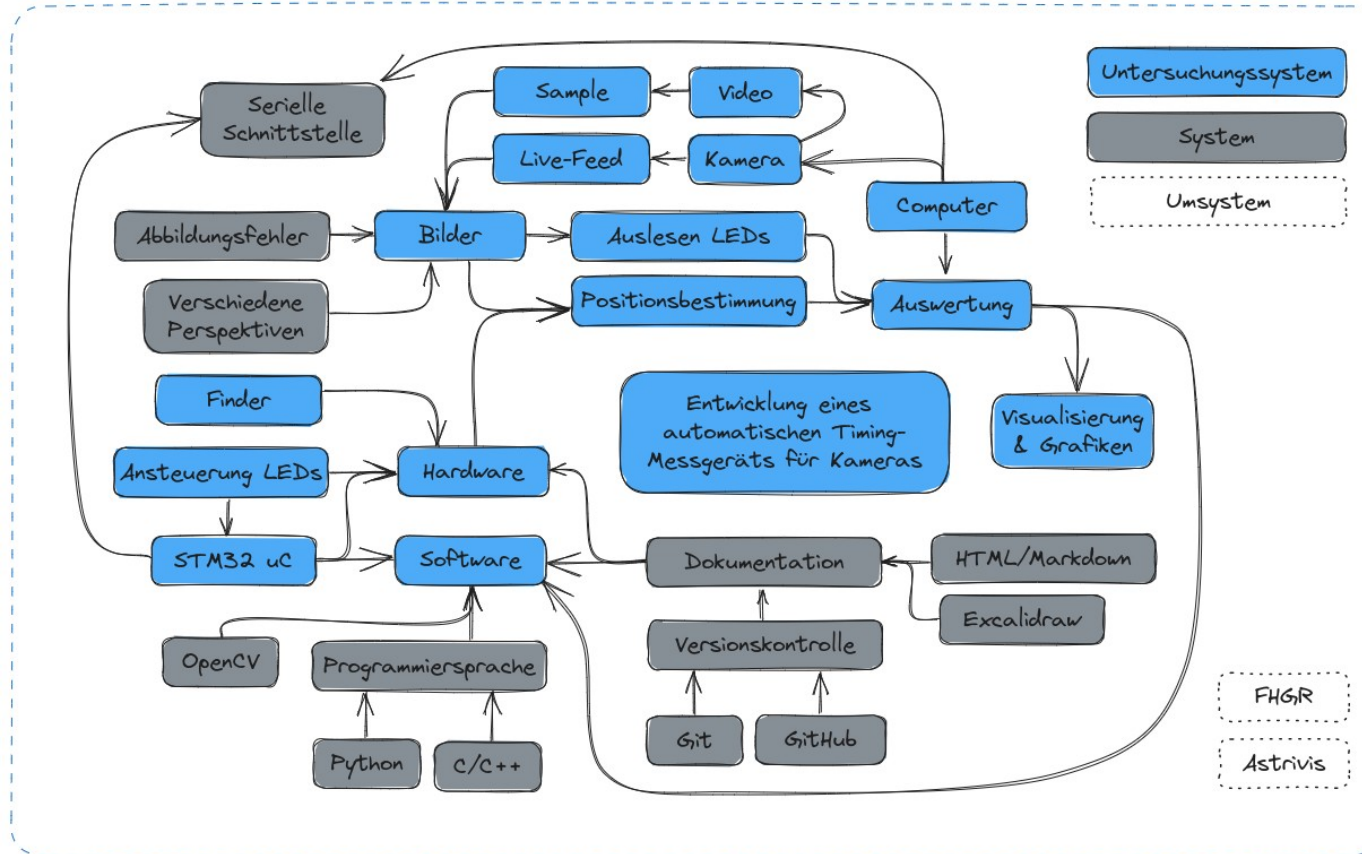 Untersuchungssystem
System
Umsystem
Serielle
Schnittstelle
Sample
Video
Live-Feed
Kamera
Computer
Abbildungsfehler
Bilder
Auslesen LEDs
Verschiedene
Perspektiven
Positionsbestimmung
Auswertung
Finder
Entwicklung eines
automatischen Timing-
Messgeräts für Kameras
Visualisierung
& Grafiken
Ansteuerung LEDs
Hardware
STM32 uC
Software
Dokumentation
HTML/Markdown
Excalidraw
OpenCV
Programmiersprache
Versionskontrolle
Python
C/C++
Git
GitHub
FHGR
Astrivis